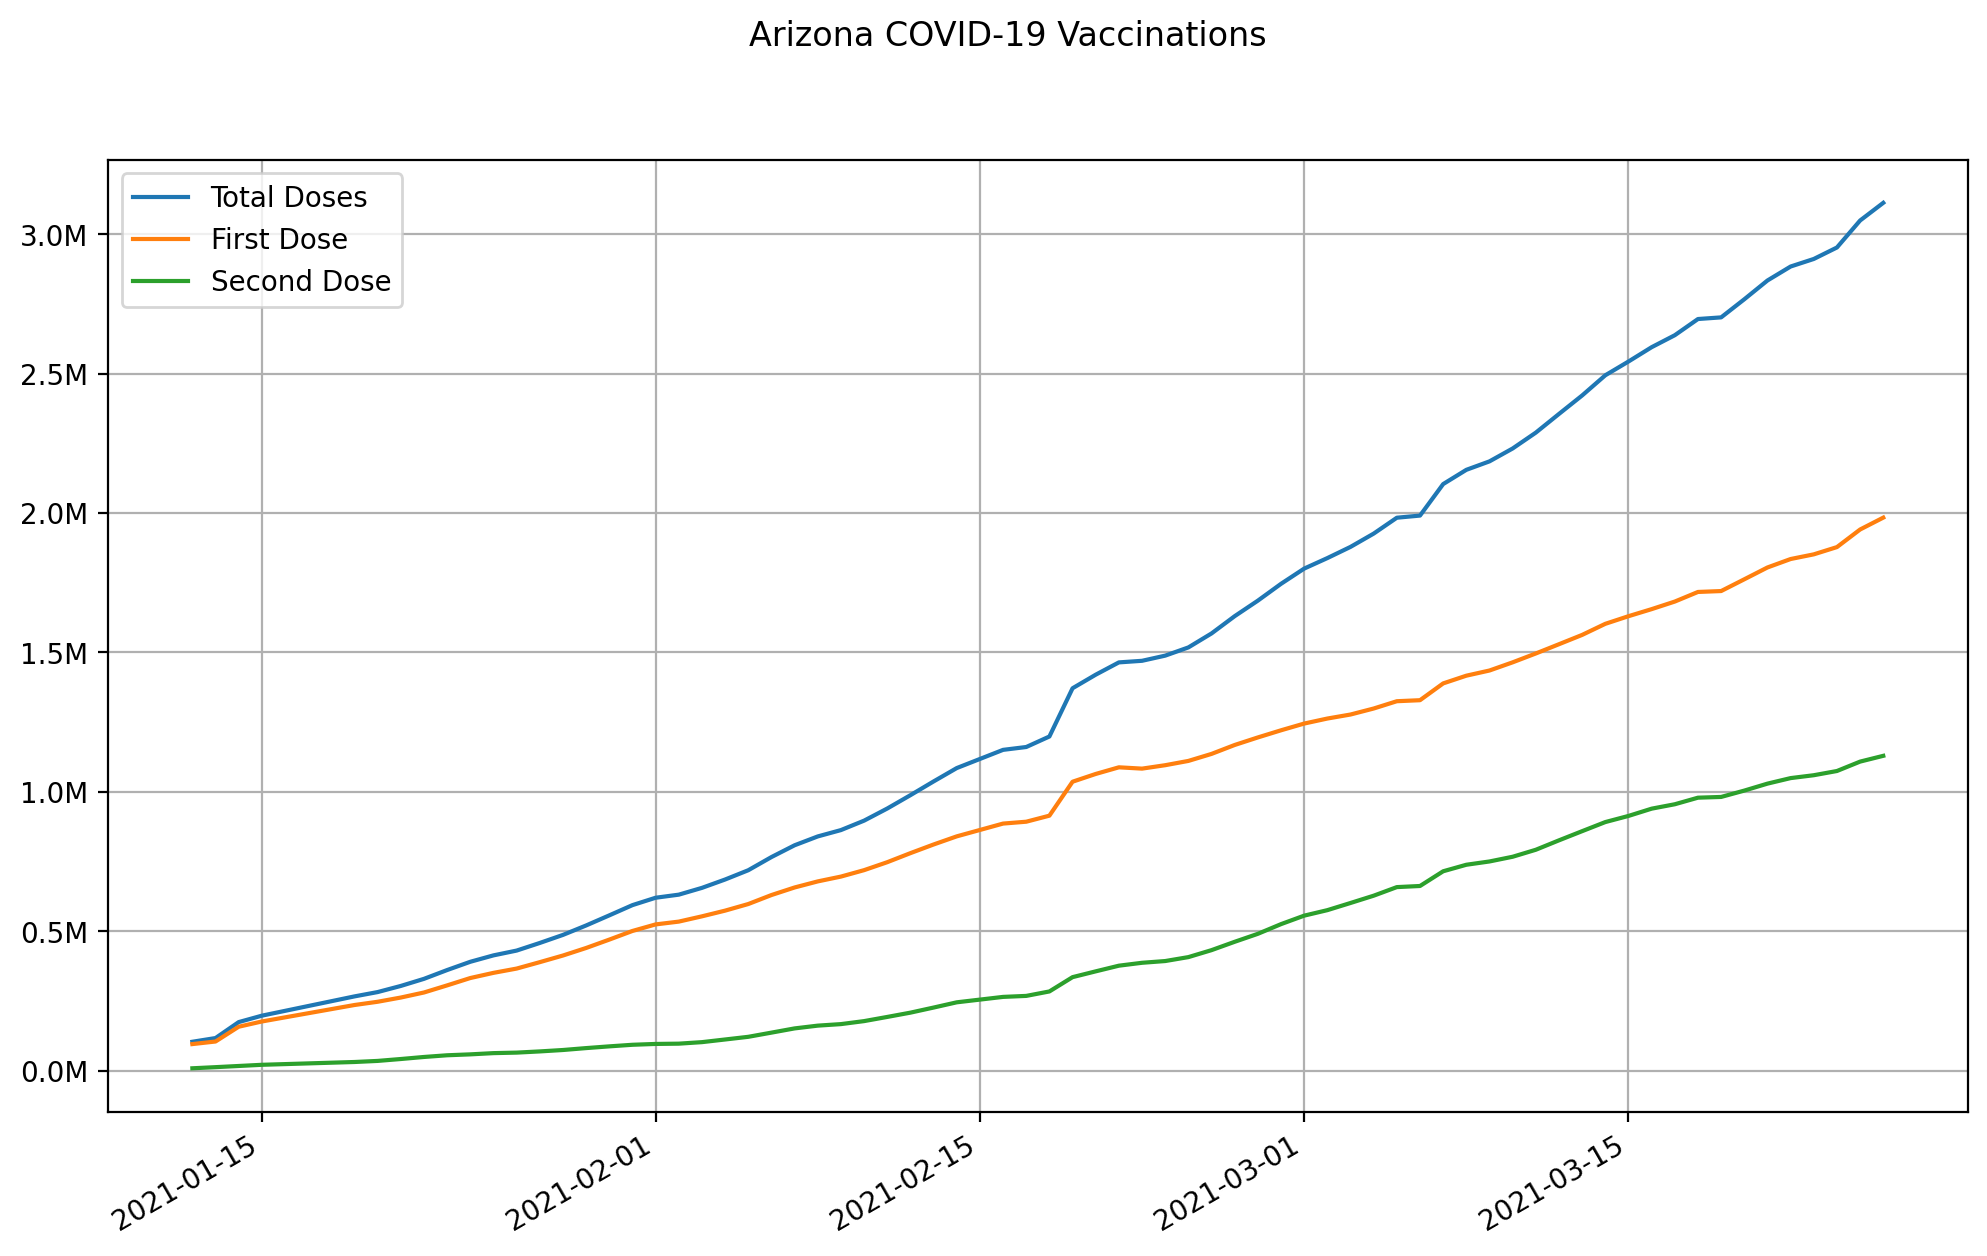 Arizona COVID-19 Vaccinations
Total Doses
First Dose
Second Dose
3.0M
2.5M
2.0M
1.5M
1.0M
0.5M
0.0M
2021-01-15
2021-02-01
2021-02-15
2021-03-01
2021-03-15